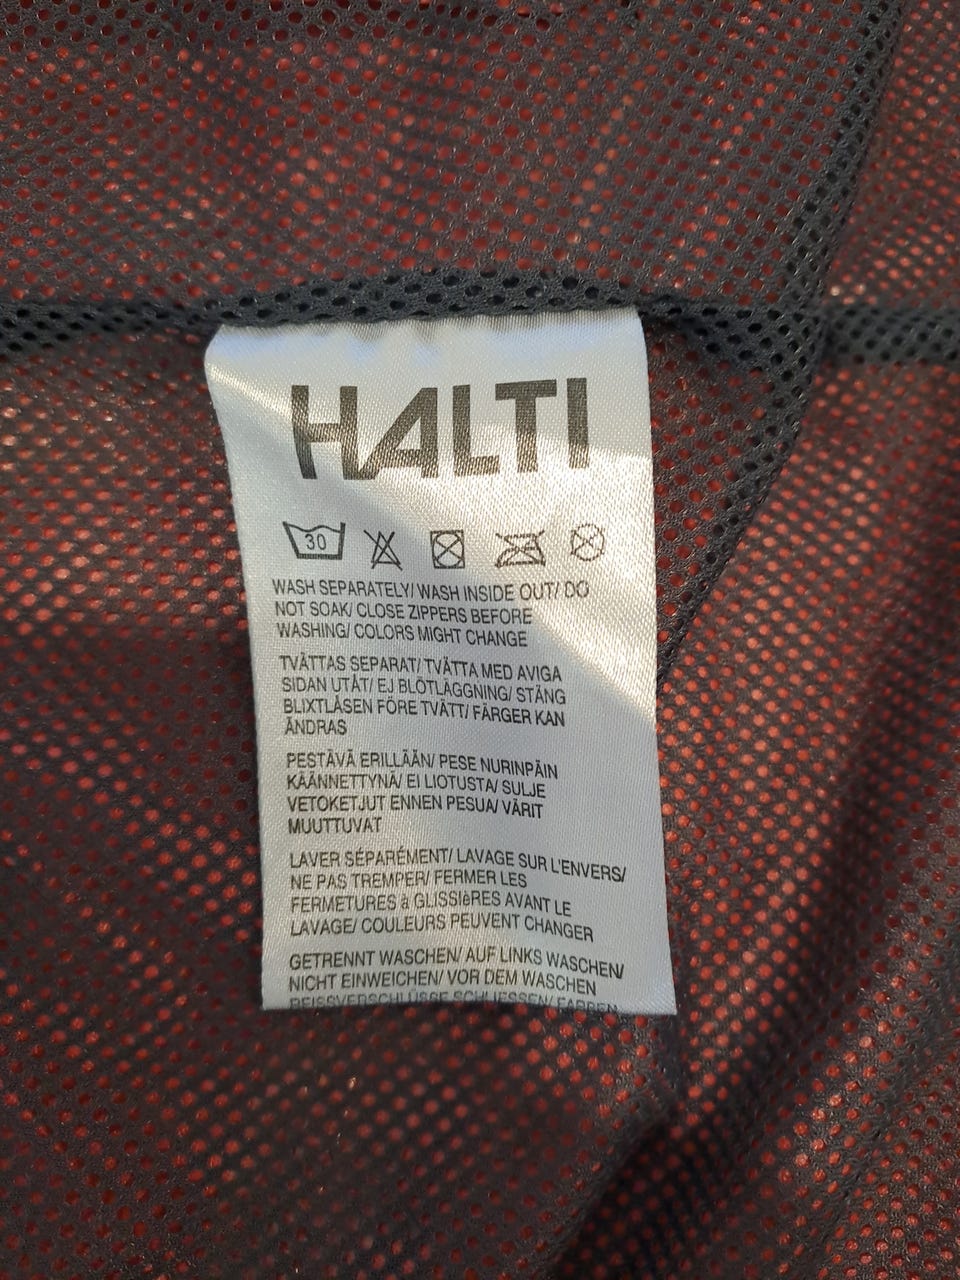 HALTI
30
WASH SEPARATELY/ WASH INSIDE OUT/ DO
NOT SOAK/ CLOSE ZIPPERS BEFORE
WASHING/ COLORS MIGHT CHANGE
TVÄTTAS SEPARAT/ TVÄTTA MED AVIGA
SIDAN UTÅT/ EJ BLÖTLÄGGNING/ STÄNG
BLIXTLÅSEN FÖRE TVÄTT/ FÄRGER KAN
ÄNDRAS
PESTÄVÄ ERILLÄÄN/ PESE NURINPÄIN
KÄÄNNETTYNÄ/ EI LIOTUSTA/ SULJE
VETOKETJUT ENNEN PESUA/ VÄRIT
MUUTTUVAT
LAVER SÉPARÉMENT/ LAVAGE SUR L'ENVERS/
NE PAS TREMPER/ FERMER LES
FERMETURES à GLISSIèRES AVANT LE
LAVAGE/ COULEURS PEUVENT CHANGER
GETRENNT WASCHEN/ AUF LINKS WASCHEN/
NICHT EINWEICHEN/ VOR DEM WASCHEN
REISSVERSCHLÜSSE SCHLIESSEN/ FARBEN